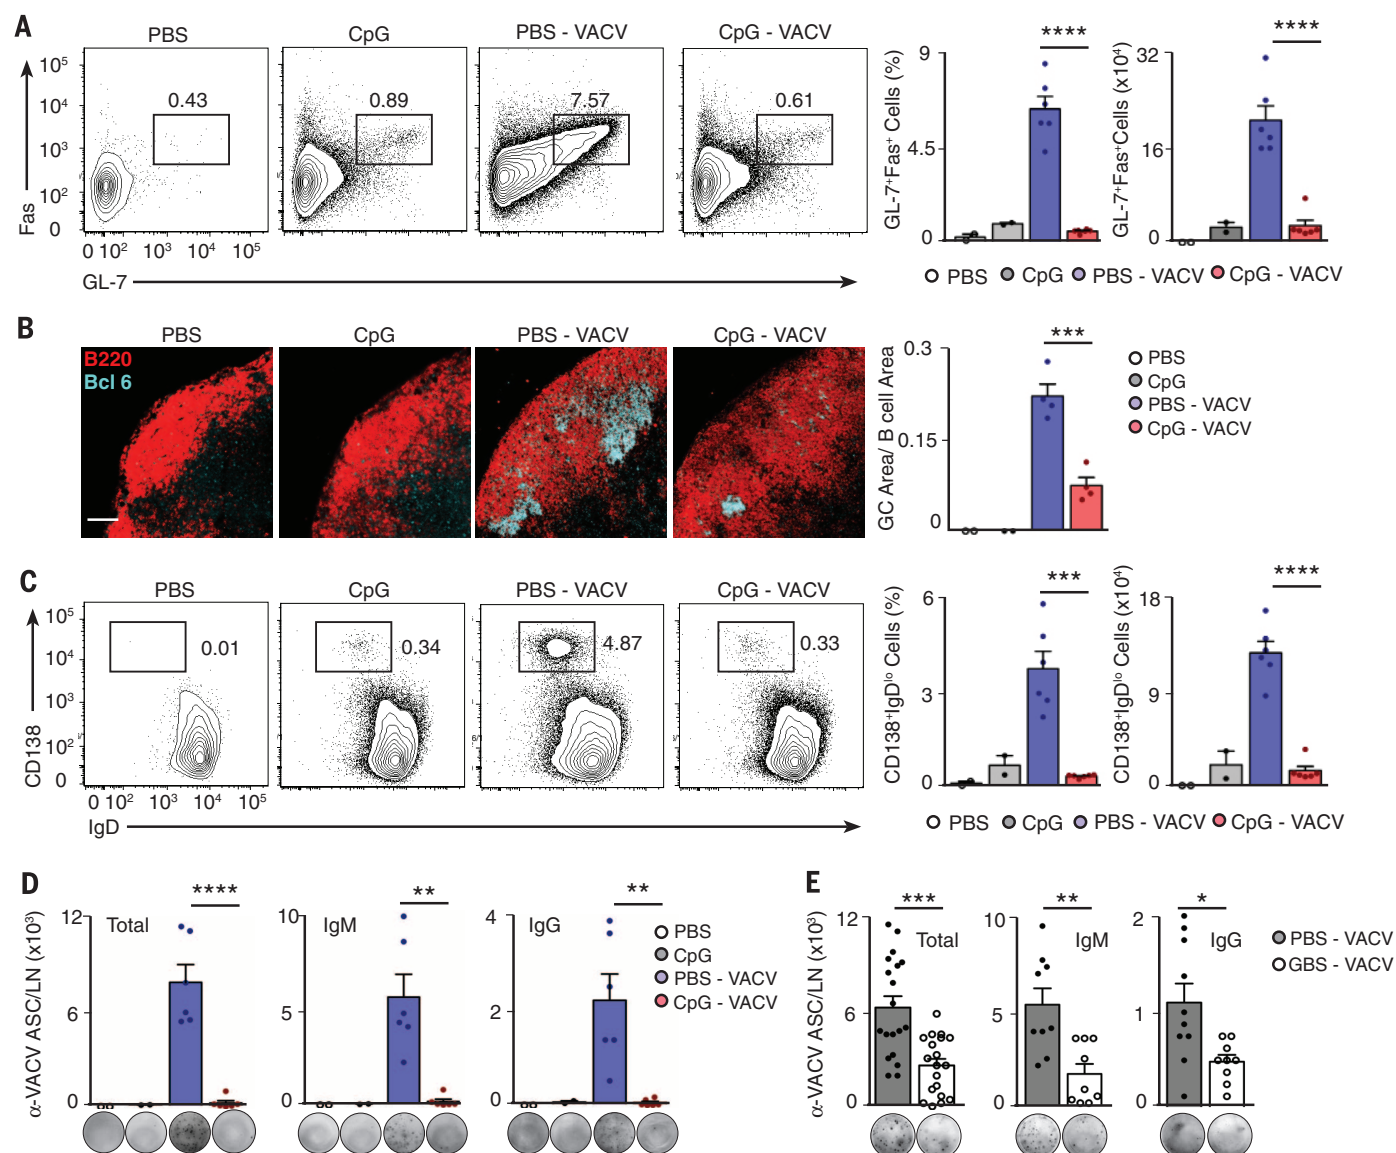 A
PBS
CpG
PBS - VACV
CpG - VACV
Fas
10⁵
10⁴
10³
10²
0
0.43
0.89
7.57
0.61
0 10² 10³ 10⁴ 10⁵
GL-7
GL-7⁺Fas⁺ Cells (%)
9
4.5
0
****
GL-7⁺Fas⁺Cells (x10⁴)
32
16
0
****
PBS CpG PBS - VACV CpG - VACV
B
PBS
CpG
PBS - VACV
CpG - VACV
B220
Bcl 6
GC Area/ B cell Area
0.3
0.15
0
***
PBS
CpG
PBS - VACV
CpG - VACV
C
PBS
CpG
PBS - VACV
CpG - VACV
CD138
10⁵
10⁴
10³
10²
0
0.01
0.34
4.87
0.33
0 10² 10³ 10⁴ 10⁵
IgD
CD138⁺IgDˡᵒ Cells (%)
6
3
0
***
CD138⁺IgDˡᵒ Cells (x10⁴)
18
9
0
****
PBS CpG PBS - VACV CpG - VACV
D
α-VACV ASC/LN (x10³)
12
6
0
Total
****
10
5
0
IgM
**
4
2
0
IgG
**
PBS
CpG
PBS - VACV
CpG - VACV
E
α-VACV ASC/LN (x10³)
12
6
0
Total
***
10
5
0
IgM
**
2
1
0
IgG
*
PBS - VACV
GBS - VACV